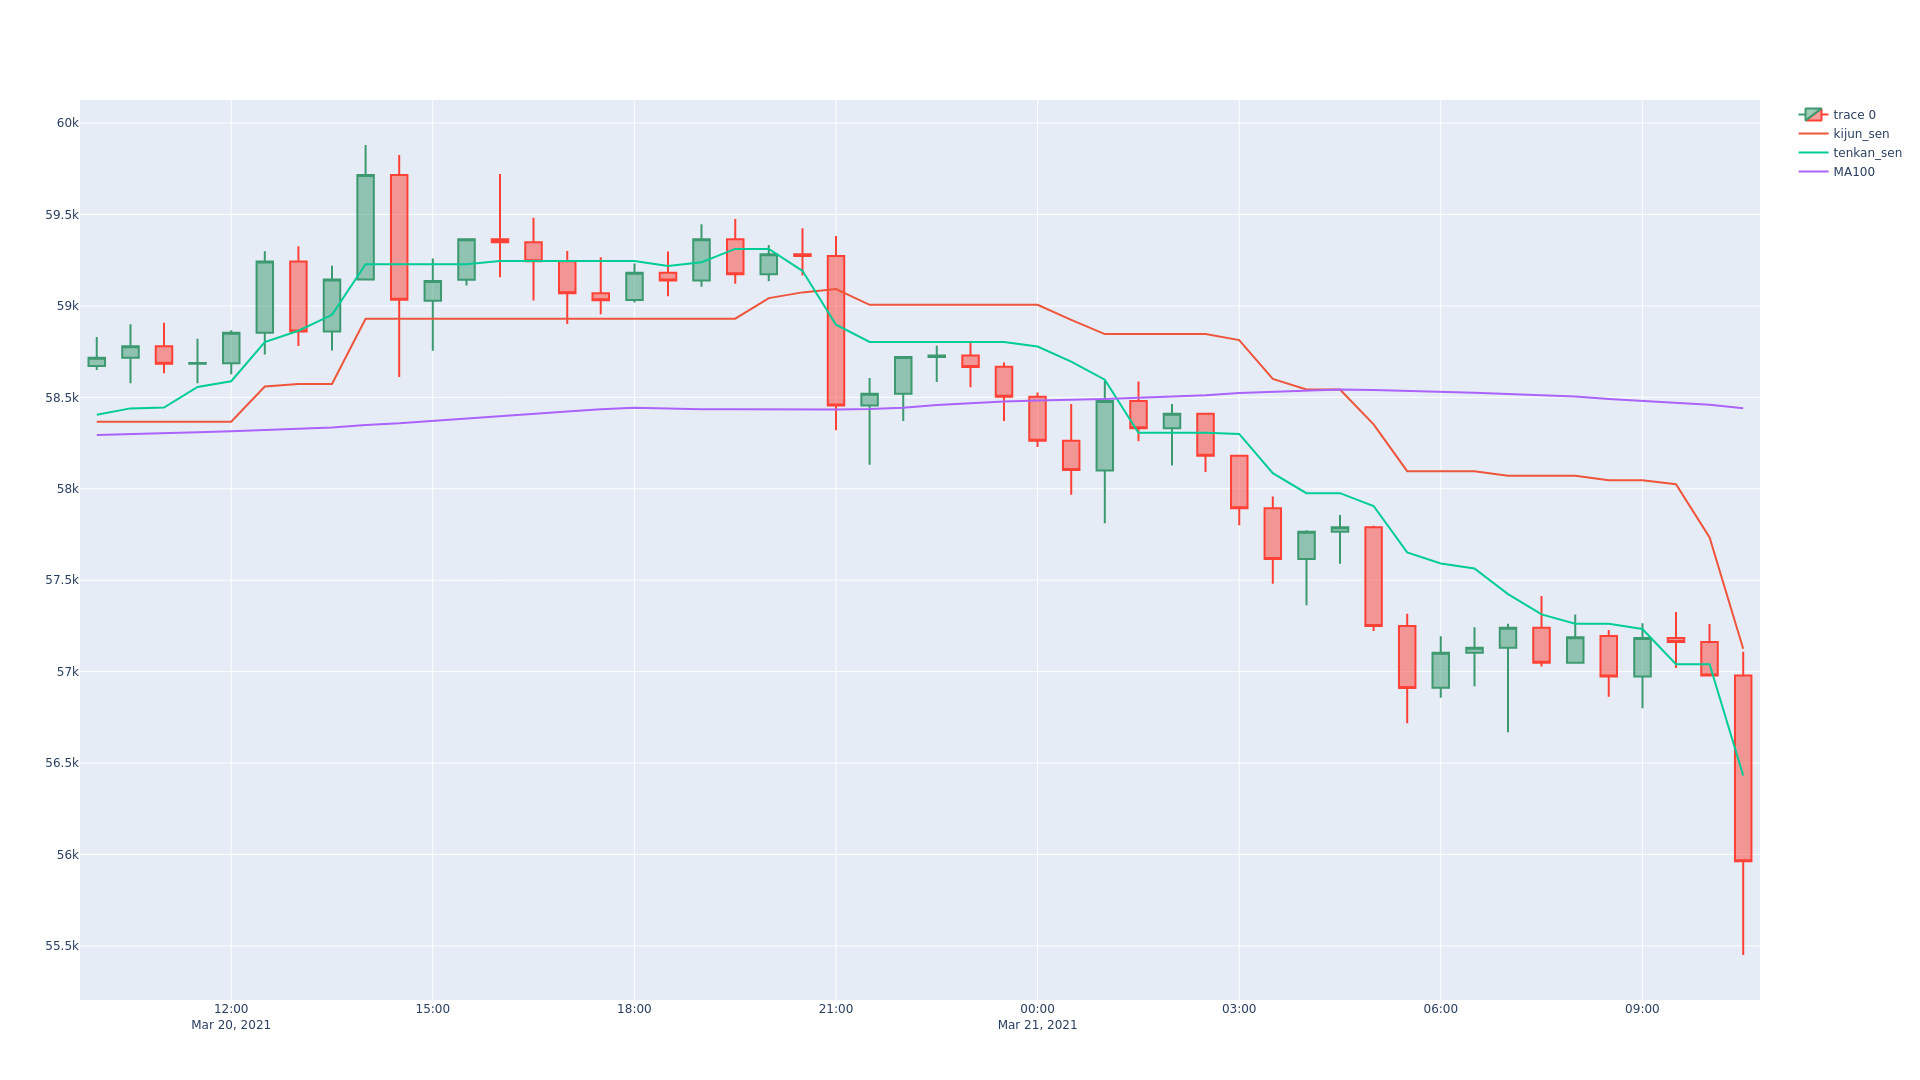 60k
59.5k
59k
58.5k
58k
57.5k
57k
56.5k
56k
55.5k
12:00 15:00 18:00 21:00 00:00 03:00 06:00 09:00
Mar 20, 2021 Mar 21, 2021
trace 0
kijun_sen
tenkan_sen
MA100